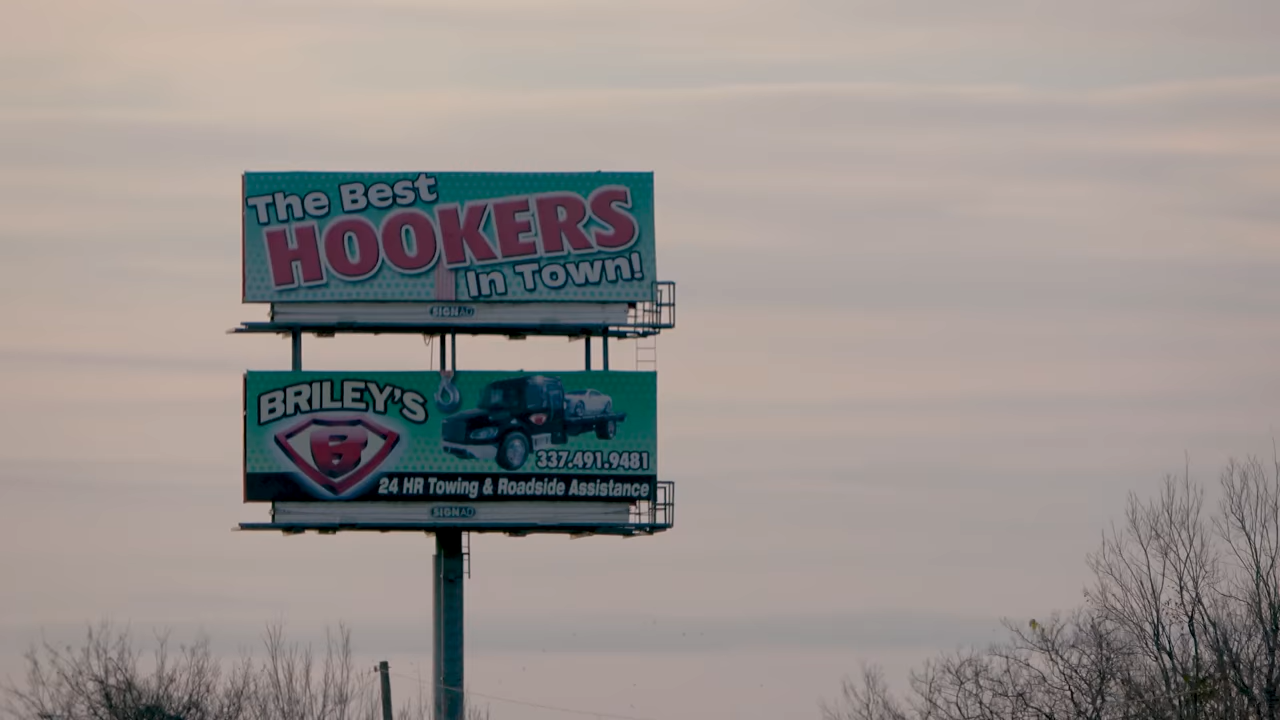 The Best
HOOKERS
In Town!
SIGNAD
BRILEY'S
B
337.491.9481
24 HR Towing & Roadside Assistance
SIGNAD